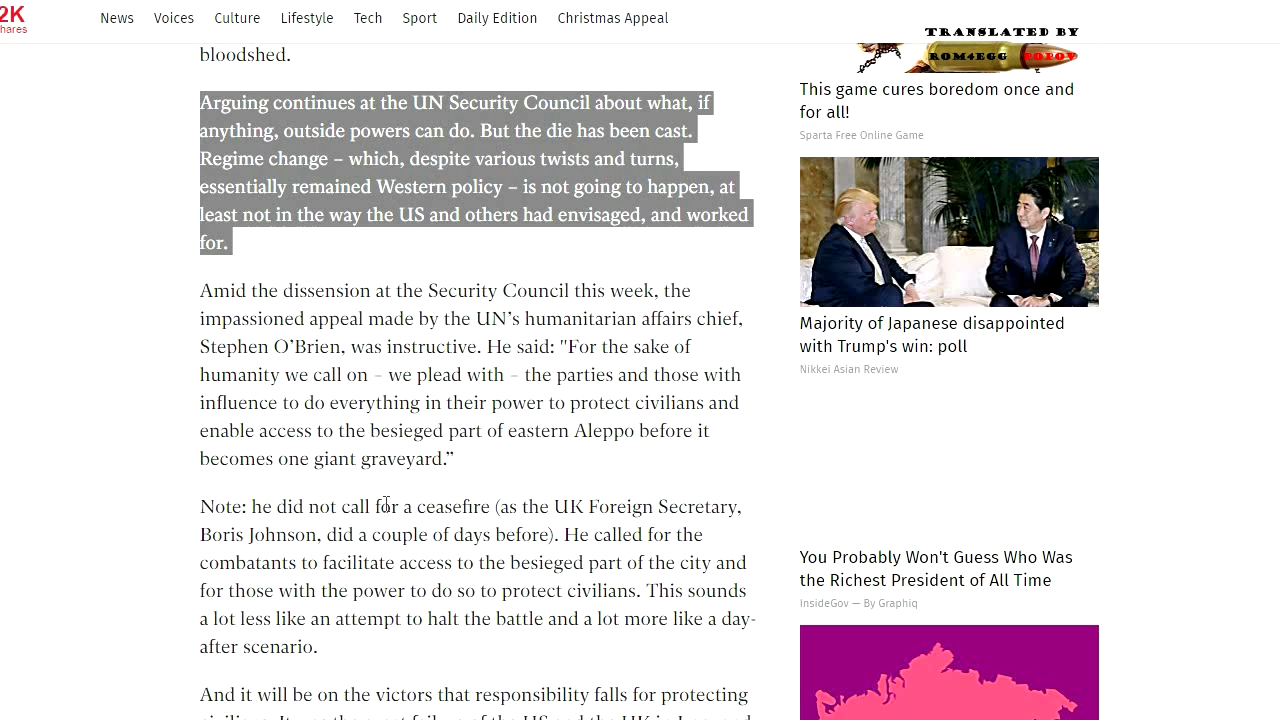 2K
hares
News Voices Culture Lifestyle Tech Sport Daily Edition Christmas Appeal
bloodshed.
Arguing continues at the UN Security Council about what, if
anything, outside powers can do. But the die has been cast.
Regime change – which, despite various twists and turns,
essentially remained Western policy – is not going to happen, at
least not in the way the US and others had envisaged, and worked
for.
Amid the dissension at the Security Council this week, the
impassioned appeal made by the UN’s humanitarian affairs chief,
Stephen O’Brien, was instructive. He said: "For the sake of
humanity we call on – we plead with – the parties and those with
influence to do everything in their power to protect civilians and
enable access to the besieged part of eastern Aleppo before it
becomes one giant graveyard.”
Note: he did not call for a ceasefire (as the UK Foreign Secretary,
Boris Johnson, did a couple of days before). He called for the
combatants to facilitate access to the besieged part of the city and
for those with the power to do so to protect civilians. This sounds
a lot less like an attempt to halt the battle and a lot more like a day-
after scenario.
And it will be on the victors that responsibility falls for protecting
TRANSLATED BY
ROM4EGG POPOV
This game cures boredom once and
for all!
Sparta Free Online Game
Majority of Japanese disappointed
with Trump's win: poll
Nikkei Asian Review
You Probably Won't Guess Who Was
the Richest President of All Time
InsideGov — By Graphiq